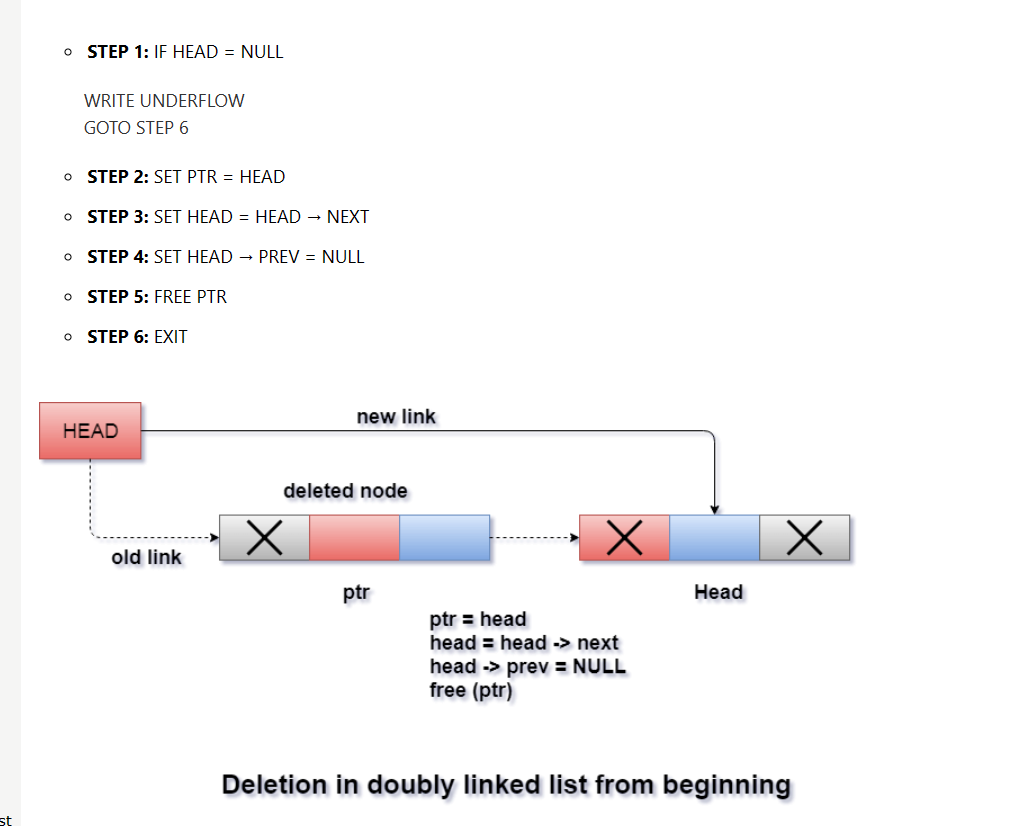 STEP 1: IF HEAD = NULL
WRITE UNDERFLOW
GOTO STEP 6
STEP 2: SET PTR = HEAD
STEP 3: SET HEAD = HEAD → NEXT
STEP 4: SET HEAD → PREV = NULL
STEP 5: FREE PTR
STEP 6: EXIT
HEAD
new link
deleted node
old link
ptr
Head
ptr = head
head = head -> next
head -> prev = NULL
free (ptr)
Deletion in doubly linked list from beginning
st